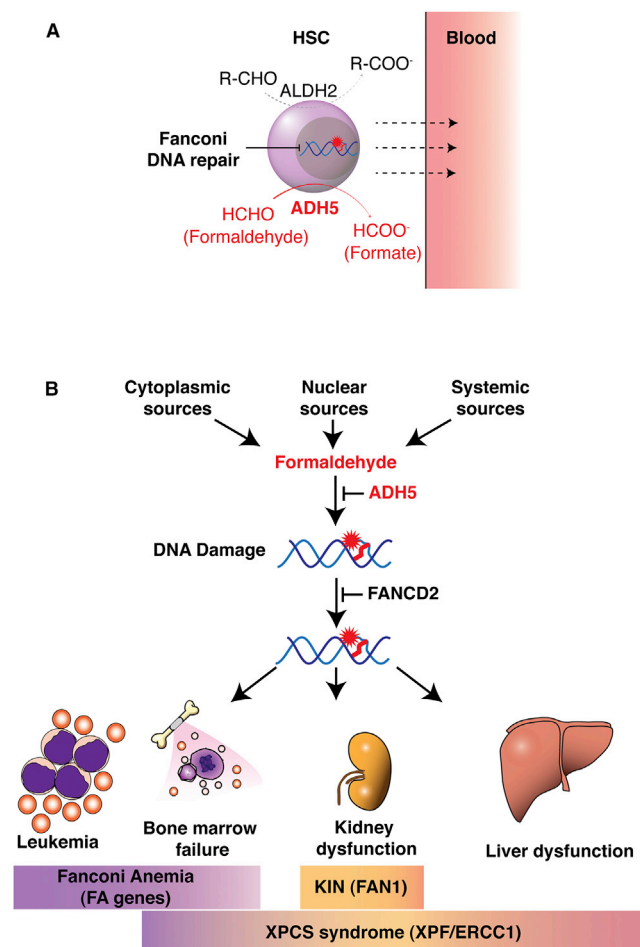 A
HSC
Blood
R-CHO
R-COO-
ALDH2
Fanconi
DNA repair
HCHO
(Formaldehyde)
ADH5
HCOO-
(Formate)
B
Cytoplasmic
sources
Nuclear
sources
Systemic
sources
Formaldehyde
ADH5
DNA Damage
FANCD2
Leukemia
Bone marrow
failure
Kidney
dysfunction
Liver dysfunction
Fanconi Anemia
(FA genes)
KIN (FAN1)
XPCS syndrome (XPF/ERCC1)